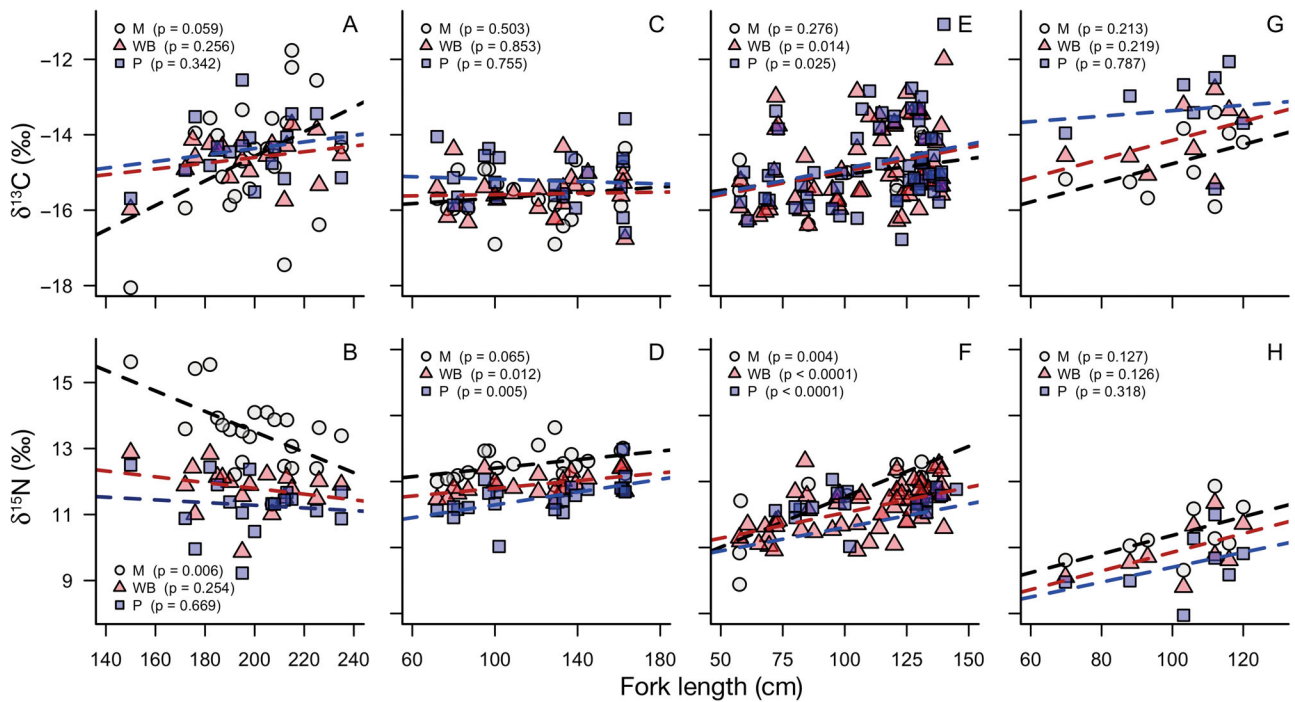 A
M (p = 0.059)
WB (p = 0.256)
P (p = 0.342)
C
M (p = 0.503)
WB (p = 0.853)
P (p = 0.755)
E
M (p = 0.276)
WB (p = 0.014)
P (p = 0.025)
G
M (p = 0.213)
WB (p = 0.219)
P (p = 0.787)
δ13C (‰)
−12
−14
−16
−18
B
M (p = 0.006)
WB (p = 0.254)
P (p = 0.669)
D
M (p = 0.065)
WB (p = 0.012)
P (p = 0.005)
F
M (p = 0.004)
WB (p < 0.0001)
P (p < 0.0001)
H
M (p = 0.127)
WB (p = 0.126)
P (p = 0.318)
δ15N (‰)
15
13
11
9
140 160 180 200 220 240
60 100 140 180
50 75 100 125 150
60 80 100 120
Fork length (cm)